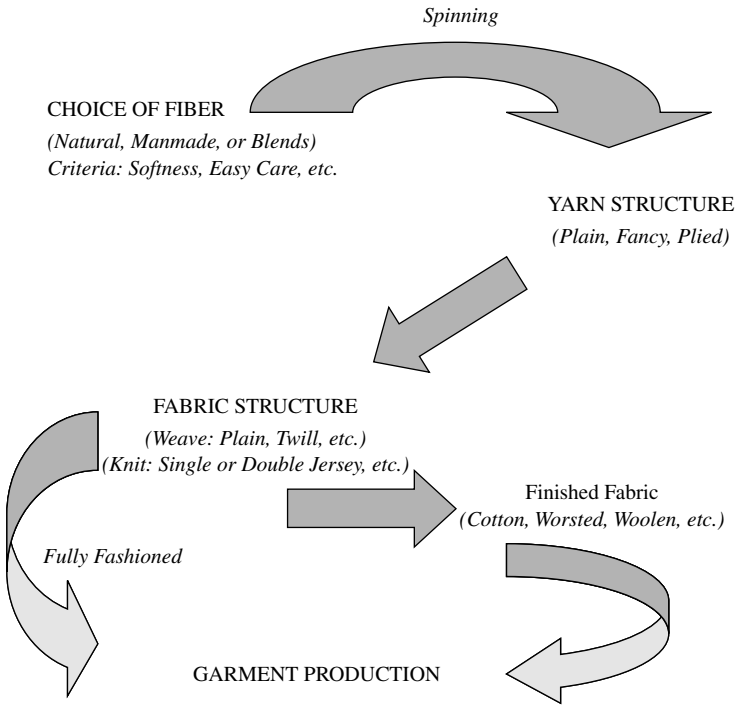 Spinning
CHOICE OF FIBER
(Natural, Manmade, or Blends)
Criteria: Softness, Easy Care, etc.
YARN STRUCTURE
(Plain, Fancy, Plied)
FABRIC STRUCTURE
(Weave: Plain, Twill, etc.)
(Knit: Single or Double Jersey, etc.)
Finished Fabric
(Cotton, Worsted, Woolen, etc.)
Fully Fashioned
GARMENT PRODUCTION